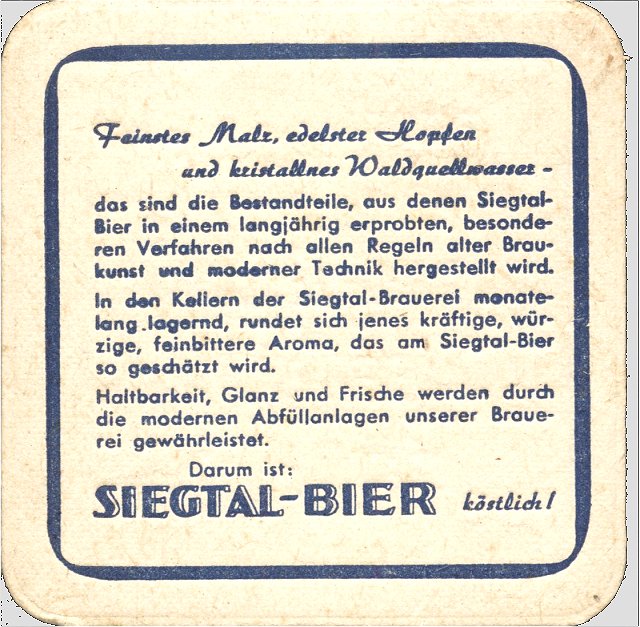 Feinstes Malz, edelster Hopfen
und kristallnes Waldquellwasser -
das sind die Bestandteile, aus denen Siegtal-
Bier in einem langjährig erprobten, besonde-
ren Verfahren nach allen Regeln alter Brau-
kunst und moderner Technik hergestellt wird.
In den Kellern der Siegtal-Brauerei monate-
lang lagernd, rundet sich jenes kräftige, wür-
zige, feinbittere Aroma, das am Siegtal-Bier
so geschätzt wird.
Haltbarkeit, Glanz und Frische werden durch
die modernen Abfüllanlagen unserer Braue-
rei gewährleistet.
Darum ist:
SIEGTAL-BIER köstlich!